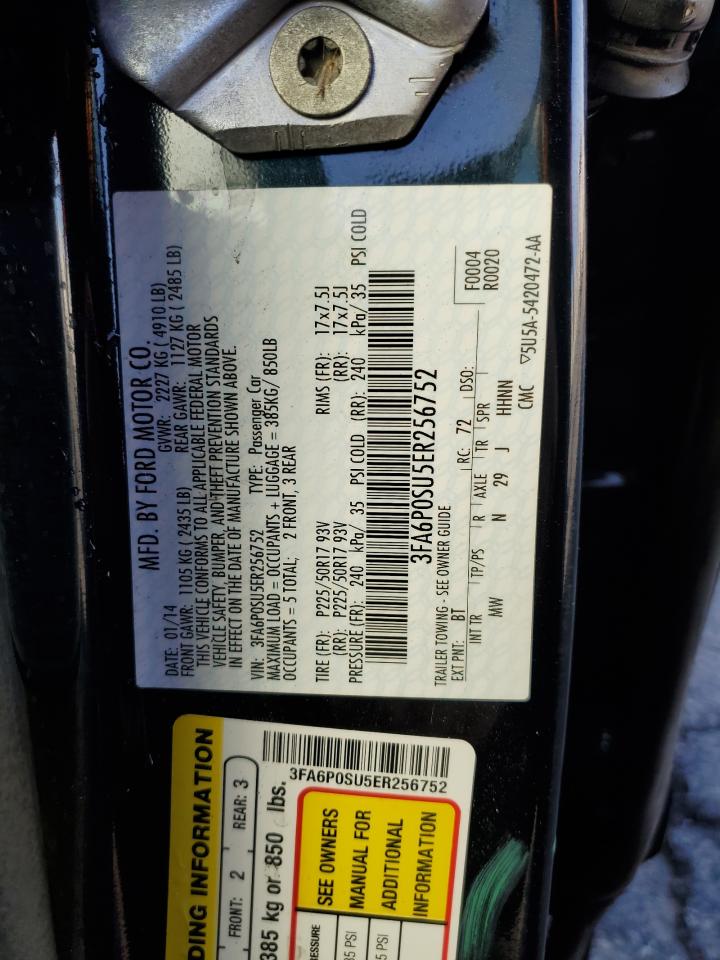 MFD. BY FORD MOTOR CO.
DATE: 01/14 GVWR: 2227 KG ( 4910 LB)
FRONT GAWR: 1105 KG ( 2435 LB) REAR GAWR: 1127 KG ( 2485 LB)
THIS VEHICLE CONFORMS TO ALL APPLICABLE FEDERAL MOTOR
VEHICLE SAFETY, BUMPER, AND THEFT PREVENTION STANDARDS
IN EFFECT ON THE DATE OF MANUFACTURE SHOWN ABOVE.
VIN: 3FA6P0SU5ER256752 TYPE: Passenger Car
MAXIMUM LOAD = OCCUPANTS + LUGGAGE = 385KG/ 850LB
OCCUPANTS = 5 TOTAL: 2 FRONT, 3 REAR
TIRE (FR): P225/50R17 93V RIMS (FR): 17x7.5J
(RR): P225/50R17 93V (RR): 17x7.5J
PRESSURE (FR): 240 kPa/ 35 PSI COLD (RR): 240 kPa/ 35 PSI COLD
3FA6P0SU5ER256752
TRAILER TOWING - SEE OWNER GUIDE F0004
EXT PNT: BT RC: 72 DSO: R0020
INT TR TP/PS R AXLE TR SPR
MW N 29 J HHNN
CMC ▽5U5A-5420472-AA
DING INFORMATION
FRONT: 2 REAR: 3
385 kg or 850 lbs.
3FA6P0SU5ER256752
SEE OWNERS
MANUAL FOR
ADDITIONAL
INFORMATION
ESSURE
35 PSI
5 PSI